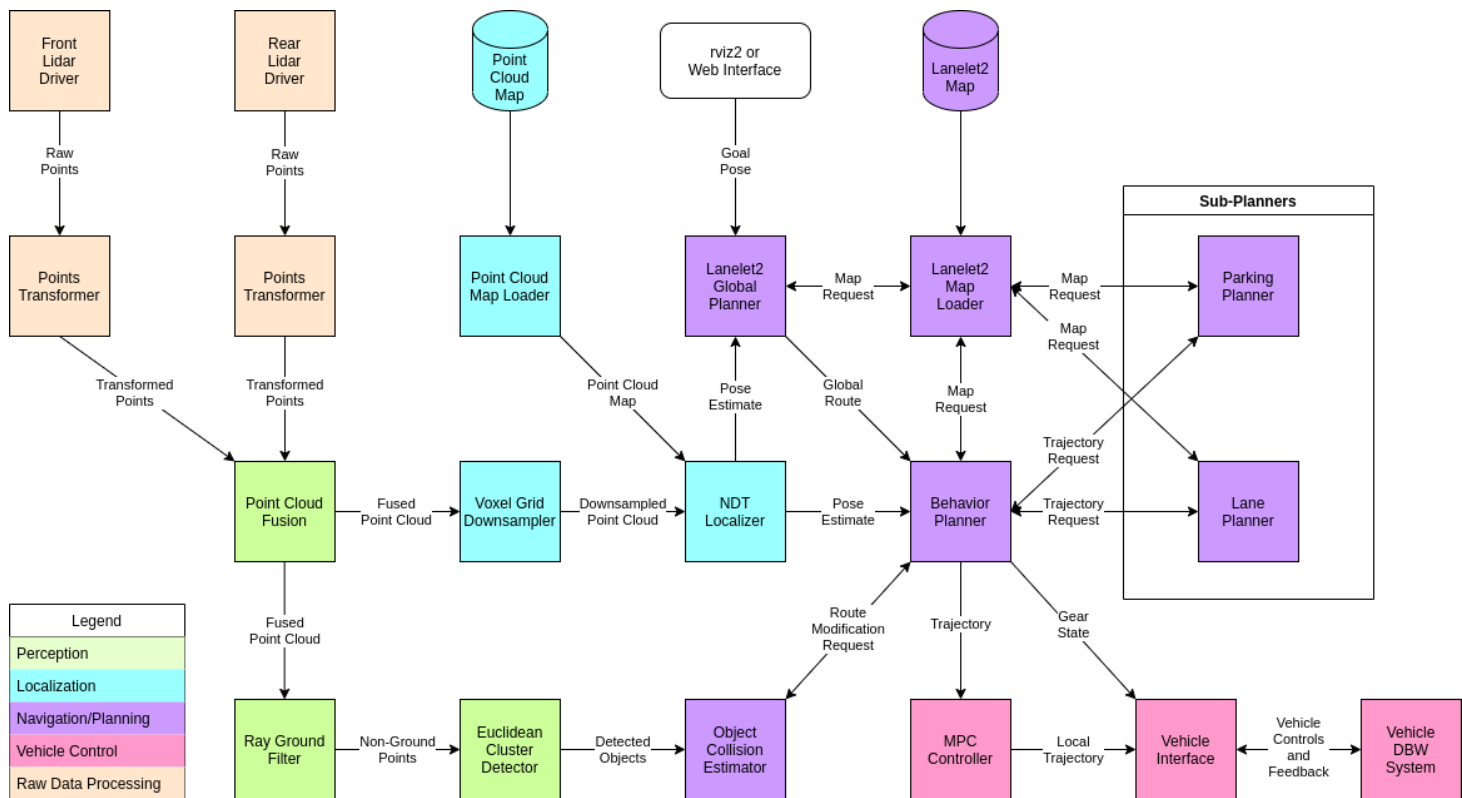 Front
Lidar
Driver
Rear
Lidar
Driver
Point
Cloud
Map
rviz2 or
Web Interface
Lanelet2
Map
Raw
Points
Raw
Points
Goal
Pose
Sub-Planners
Points
Transformer
Points
Transformer
Point Cloud
Map Loader
Lanelet2
Global
Planner
Map
Request
Lanelet2
Map
Loader
Map
Request
Parking
Planner
Map
Request
Transformed
Points
Transformed
Points
Point Cloud
Map
Pose
Estimate
Global
Route
Map
Request
Trajectory
Request
Point Cloud
Fusion
Fused
Point Cloud
Voxel Grid
Downsampler
Downsampled
Point Cloud
NDT
Localizer
Pose
Estimate
Behavior
Planner
Trajectory
Request
Lane
Planner
Fused
Point Cloud
Route
Modification
Request
Trajectory
Gear
State
Legend
Perception
Localization
Navigation/Planning
Vehicle Control
Raw Data Processing
Ray Ground
Filter
Non-Ground
Points
Euclidean
Cluster
Detector
Detected
Objects
Object
Collision
Estimator
MPC
Controller
Local
Trajectory
Vehicle
Interface
Vehicle
Controls
and
Feedback
Vehicle
DBW
System